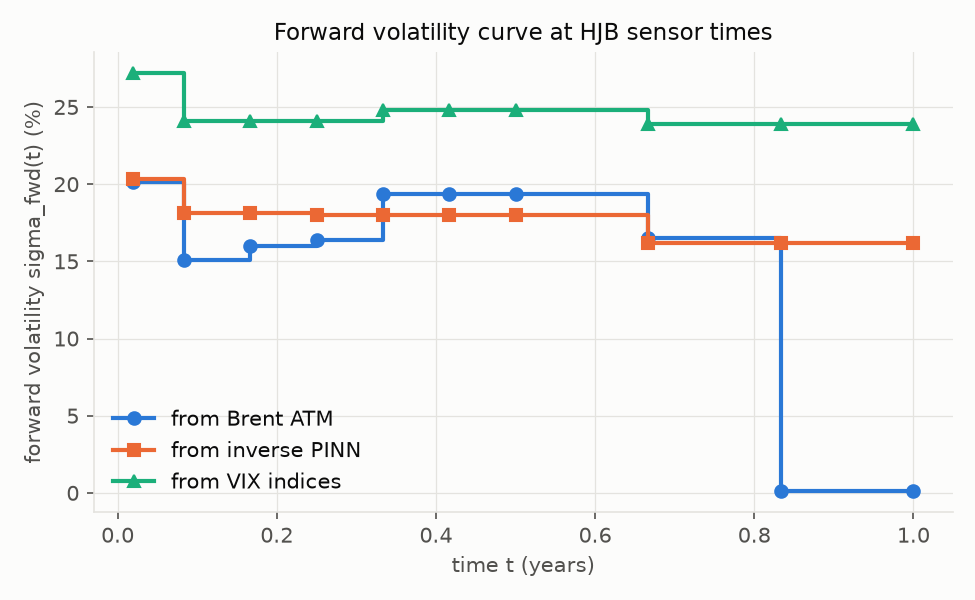 Forward volatility curve at HJB sensor times
forward volatility sigma_fwd(t) (%)
25
20
15
10
5
0
from Brent ATM
from inverse PINN
from VIX indices
0.0 0.2 0.4 0.6 0.8 1.0
time t (years)